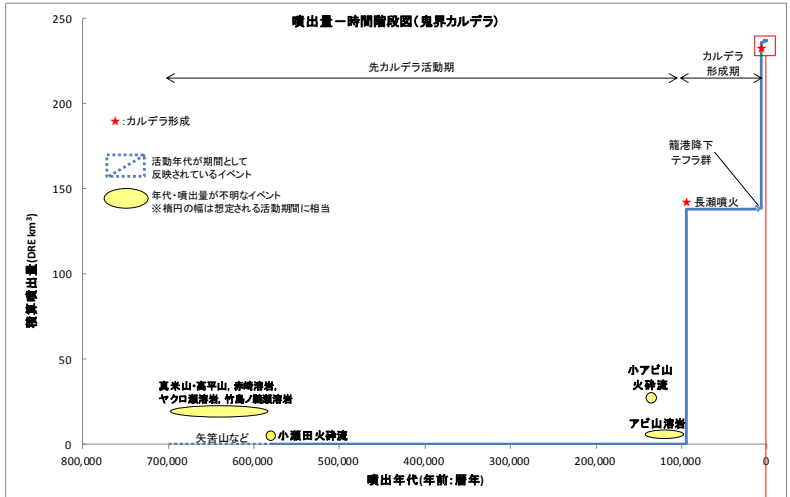 噴出量－時間階段図(鬼界カルデラ)
積算噴出量(DRE km³)
250
200
150
100
50
0
先カルデラ活動期
カルデラ
形成期
★:カルデラ形成
活動年代が期間として
反映されているイベント
年代・噴出量が不明なイベント
※楕円の幅は想定される活動期間に相当
籠港降下
テフラ群
★長瀬噴火
真米山・高平山, 赤崎溶岩,
ヤクロ瀬溶岩, 竹島ノ鵜瀬溶岩
小アビ山
火砕流
アビ山溶岩
矢筈山など
小瀬田火砕流
800,000
700,000
600,000
500,000
400,000
300,000
200,000
100,000
0
噴出年代(年前:暦年)